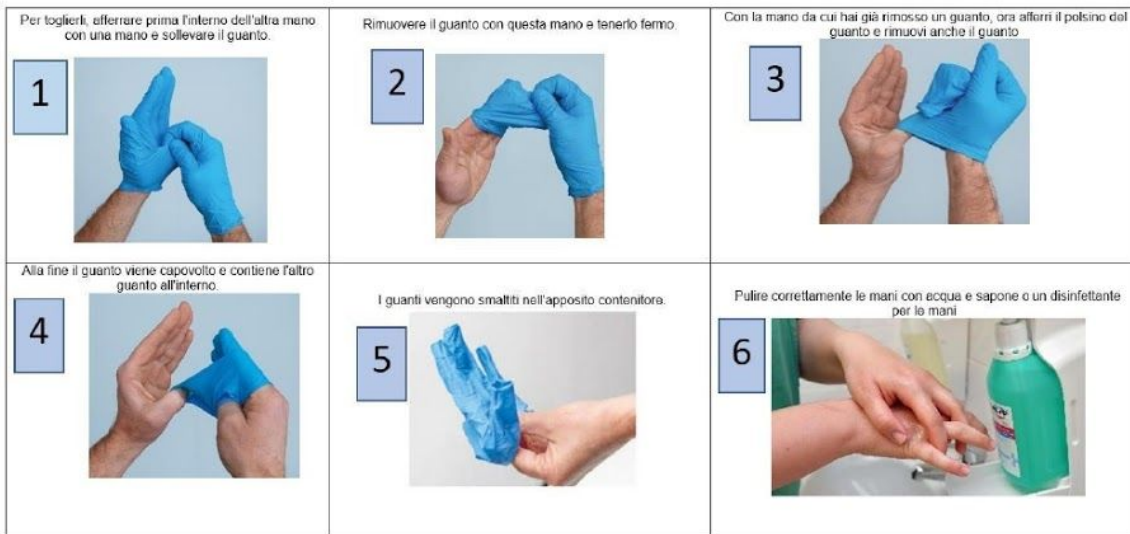 Per toglierli, afferrare prima l'interno dell'altra mano
con una mano e sollevare il guanto.
1
Rimuovere il guanto con questa mano e tenerlo fermo.
2
Con la mano da cui hai già rimosso un guanto, ora afferri il polsino del
guanto e rimuovi anche il guanto
3
Alla fine il guanto viene capovolto e contiene l'altro
guanto all'interno.
4
I guanti vengono smaltiti nell'apposito contenitore.
5
Pulire correttamente le mani con acqua e sapone o un disinfettante
per le mani
6